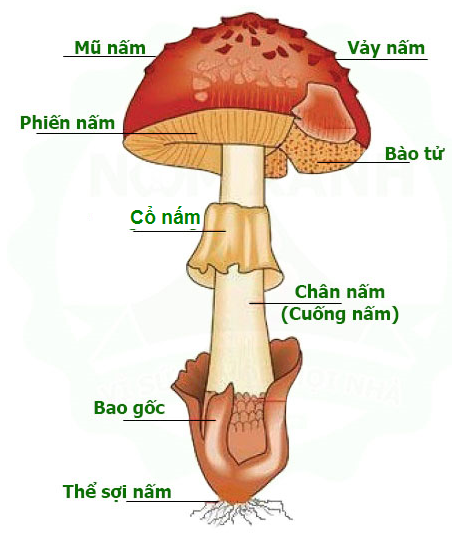 Mũ nấm
Vảy nấm
Phiến nấm
Bào tử
Cổ nấm
Chân nấm
(Cuống nấm)
Bao gốc
Thể sợi nấm